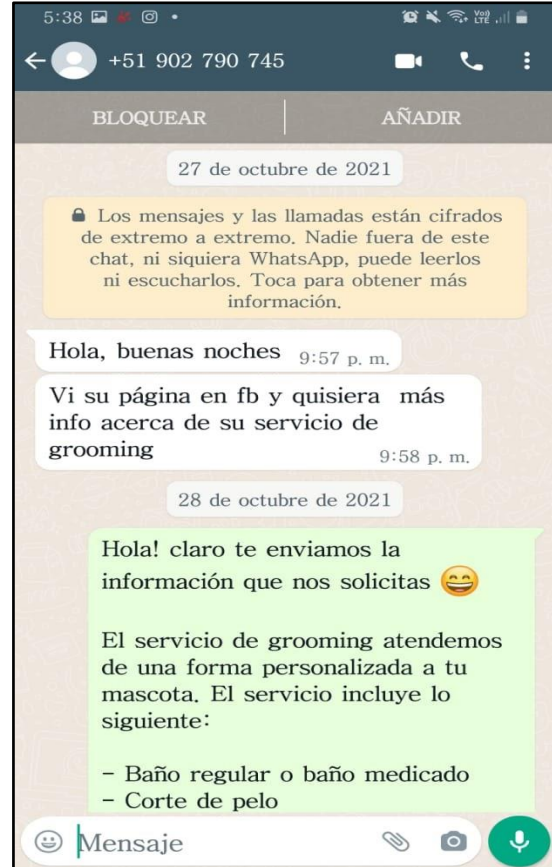 5:38
Vo)) LTE
+51 902 790 745
BLOQUEAR
AÑADIR
27 de octubre de 2021
Los mensajes y las llamadas están cifrados
de extremo a extremo. Nadie fuera de este
chat, ni siquiera WhatsApp, puede leerlos
ni escucharlos. Toca para obtener más
información.
Hola, buenas noches 9:57 p. m.
Vi su página en fb y quisiera más
info acerca de su servicio de
grooming 9:58 p. m.
28 de octubre de 2021
Hola! claro te enviamos la
información que nos solicitas 😄
El servicio de grooming atendemos
de una forma personalizada a tu
mascota. El servicio incluye lo
siguiente:
- Baño regular o baño medicado
- Corte de pelo
Mensaje